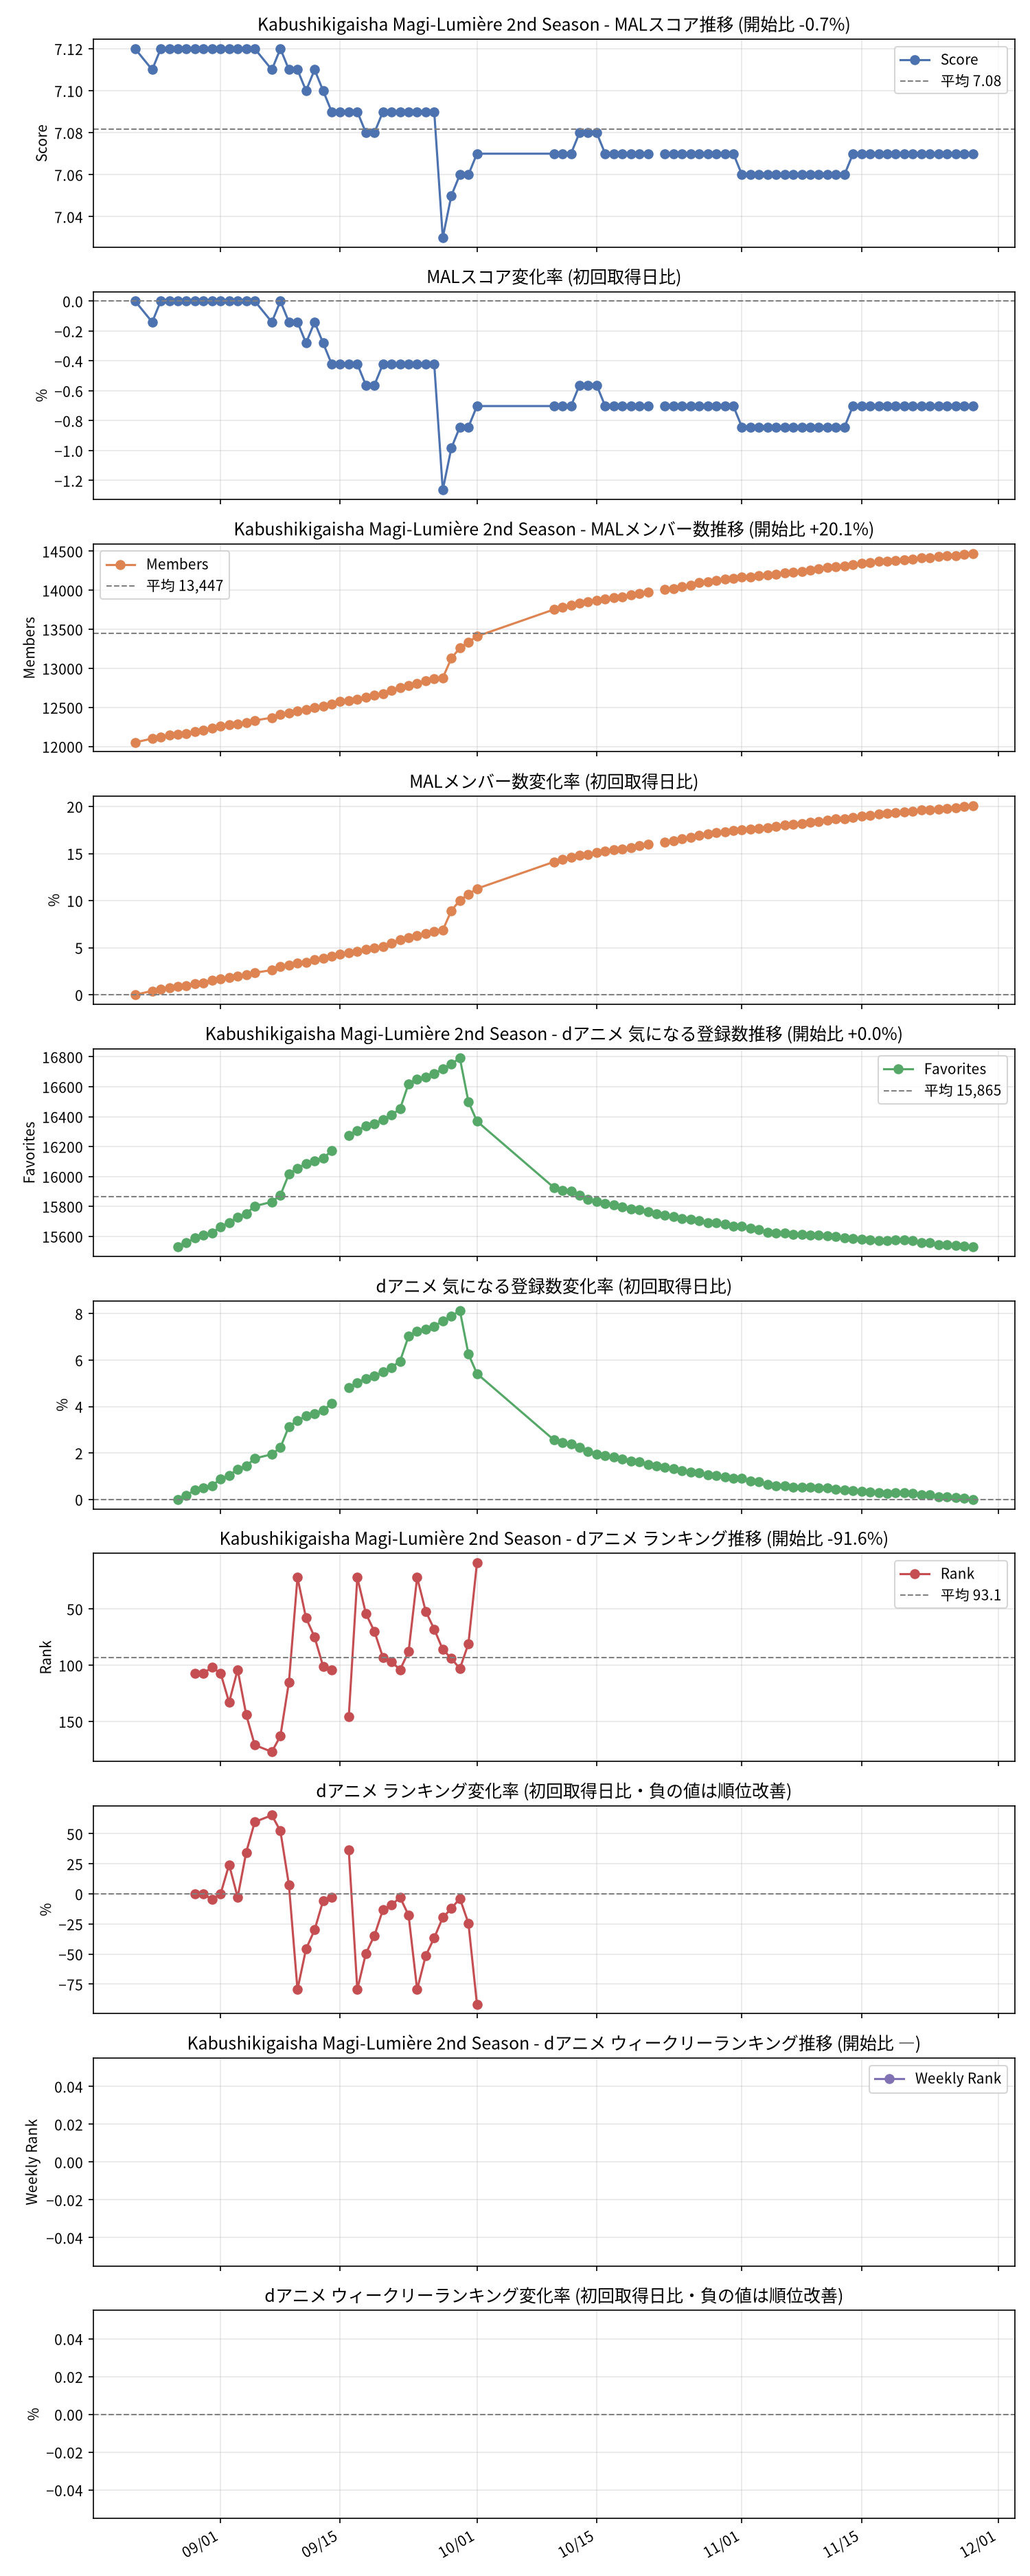 Kabushikigaisha Magi-Lumière 2nd Season - MALスコア推移 (開始比 -0.7%)
7.12
7.10
7.08
7.06
7.04
Score
Score
平均 7.08
MALスコア変化率 (初回取得日比)
0.0
−0.2
−0.4
−0.6
−0.8
−1.0
−1.2
%
Kabushikigaisha Magi-Lumière 2nd Season - MALメンバー数推移 (開始比 +20.1%)
14500
14000
13500
13000
12500
12000
Members
Members
平均 13,447
MALメンバー数変化率 (初回取得日比)
20
15
10
5
0
%
Kabushikigaisha Magi-Lumière 2nd Season - dアニメ 気になる登録数推移 (開始比 +0.0%)
16800
16600
16400
16200
16000
15800
15600
Favorites
Favorites
平均 15,865
dアニメ 気になる登録数変化率 (初回取得日比)
8
6
4
2
0
%
Kabushikigaisha Magi-Lumière 2nd Season - dアニメ ランキング推移 (開始比 -91.6%)
50
100
150
Rank
Rank
平均 93.1
dアニメ ランキング変化率 (初回取得日比・負の値は順位改善)
50
25
0
−25
−50
−75
%
Kabushikigaisha Magi-Lumière 2nd Season - dアニメ ウィークリーランキング推移 (開始比 —)
0.04
0.02
0.00
−0.02
−0.04
Weekly Rank
Weekly Rank
dアニメ ウィークリーランキング変化率 (初回取得日比・負の値は順位改善)
0.04
0.02
0.00
−0.02
−0.04
%
09/01
09/15
10/01
10/15
11/01
11/15
12/01